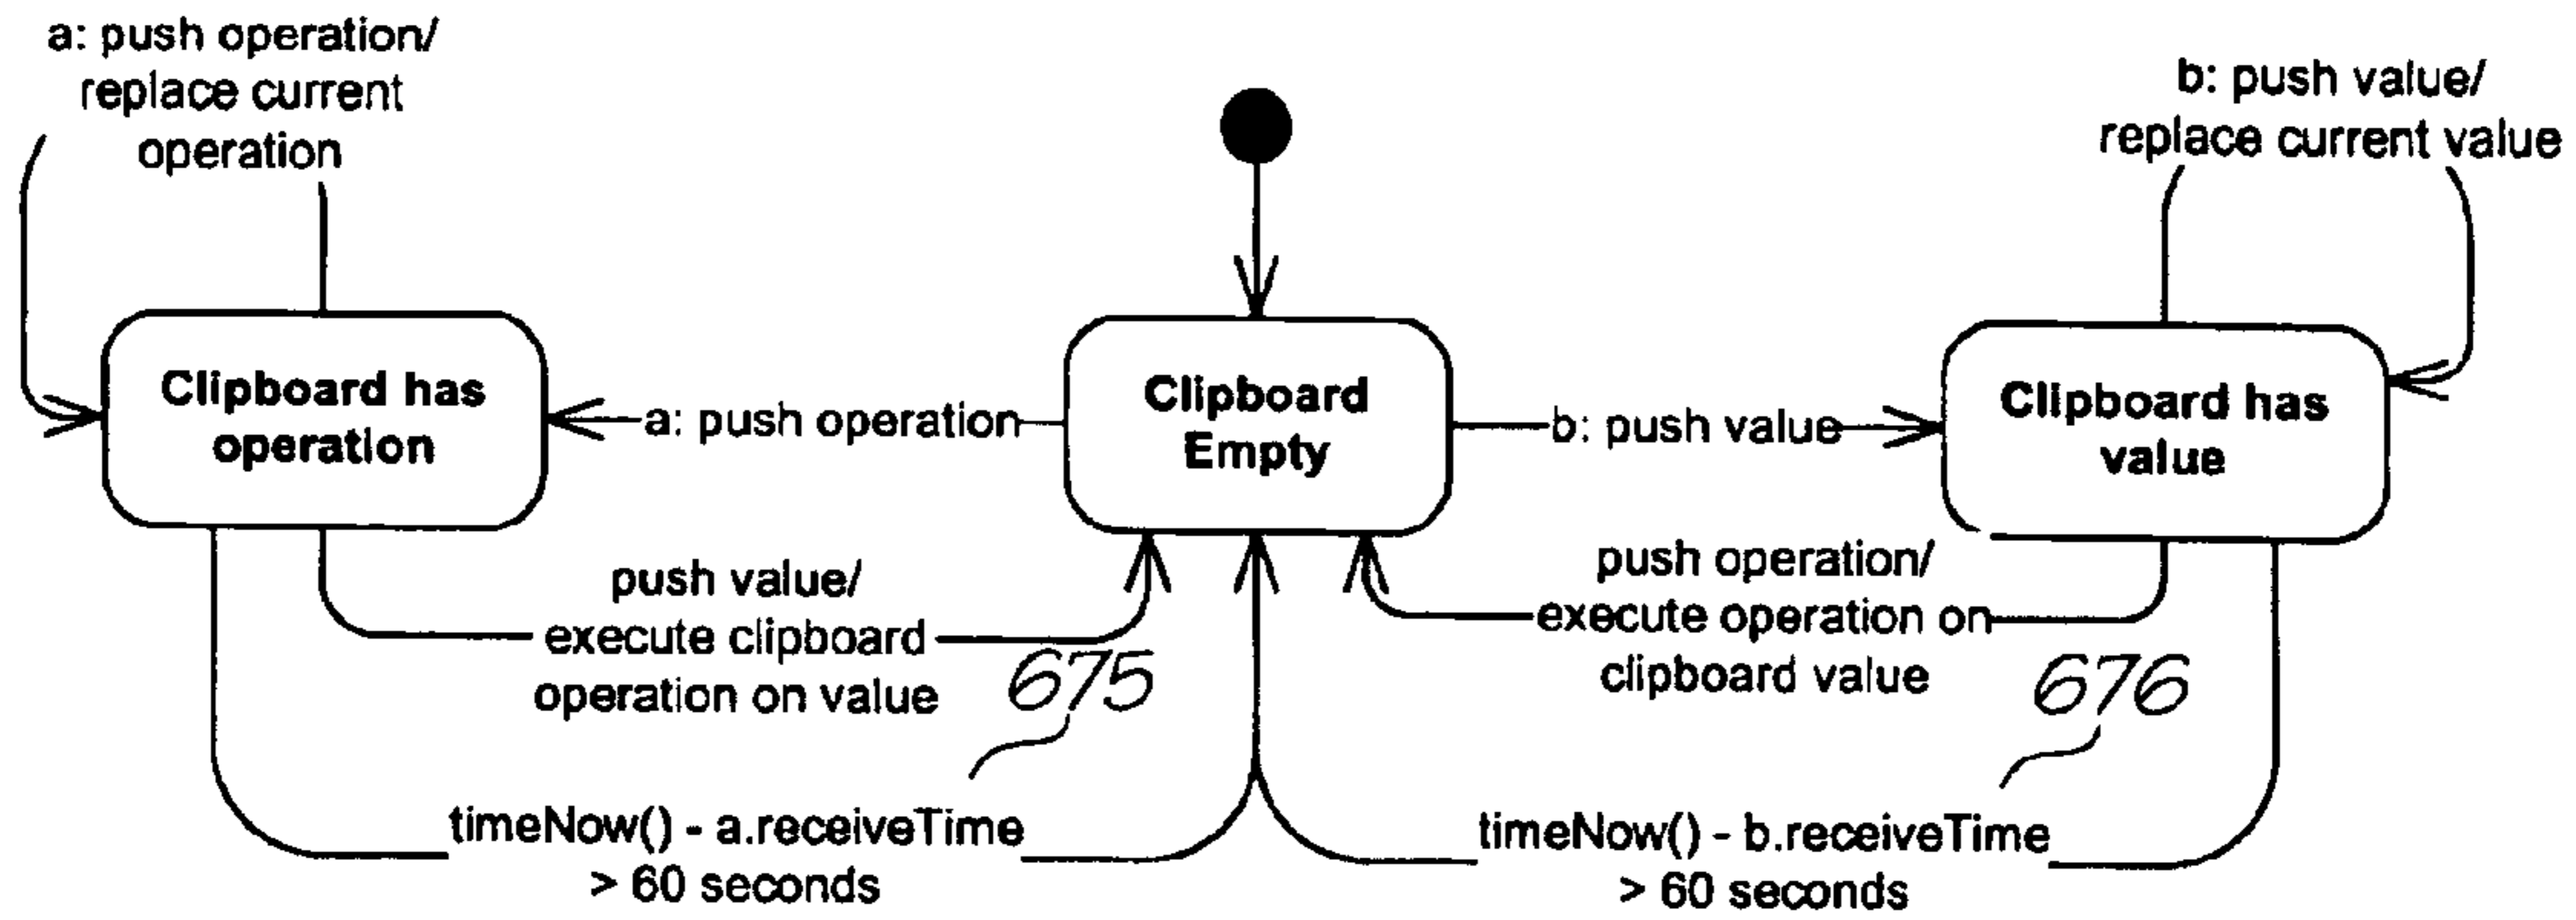 a: push operation/
replace current
operation
b: push value/
replace current value
Clipboard has
operation
a: push operation
Clipboard
Empty
b: push value
Clipboard has
value
push value/
execute clipboard
operation on value
675
push operation/
execute operation on
clipboard value
676
timeNow() - a.receiveTime
> 60 seconds
timeNow() - b.receiveTime
> 60 seconds